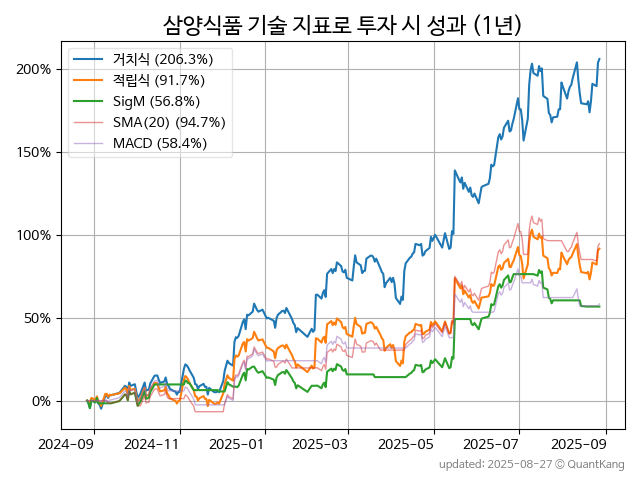 삼양식품 기술 지표로 투자 시 성과 (1년)
거치식 (206.3%)
적립식 (91.7%)
SigM (56.8%)
SMA(20) (94.7%)
MACD (58.4%)
200%
150%
100%
50%
0%
2024-09 2024-11 2025-01 2025-03 2025-05 2025-07 2025-09
updated: 2025-08-27 © QuantKang